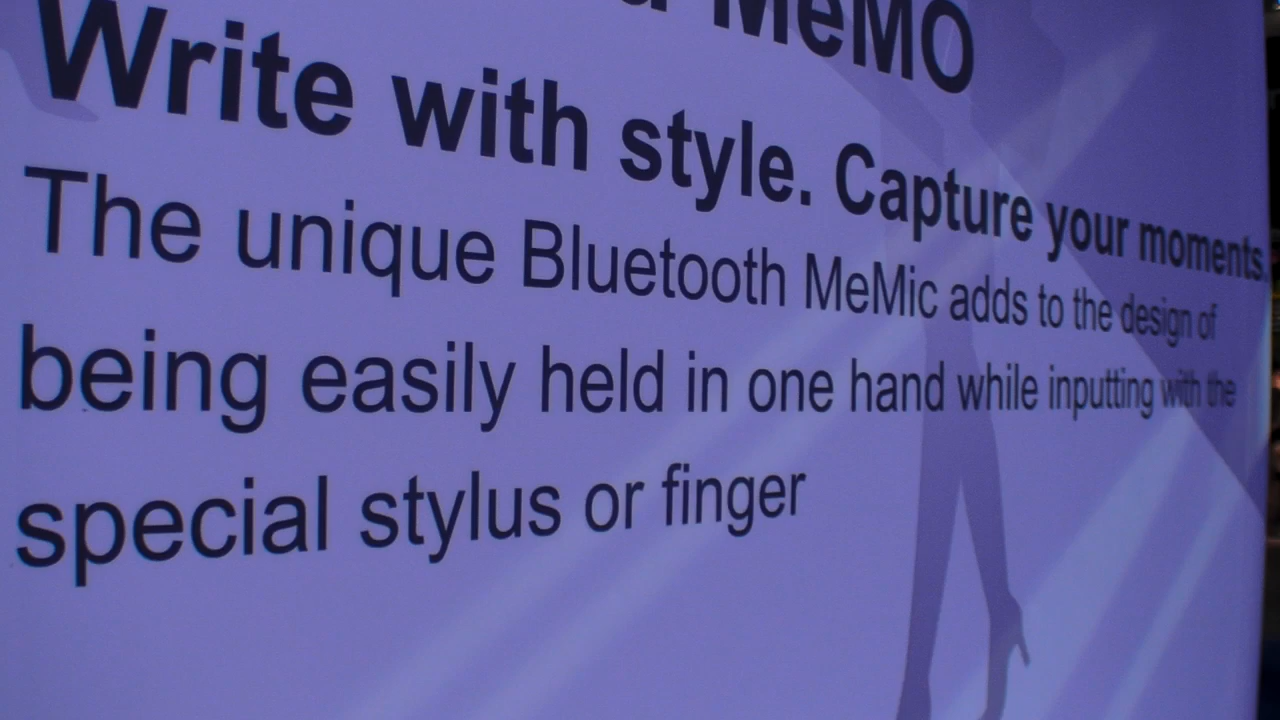 MeMO
Write with style. Capture your moments.
The unique Bluetooth MeMic adds to the design of
being easily held in one hand while inputting with the
special stylus or finger